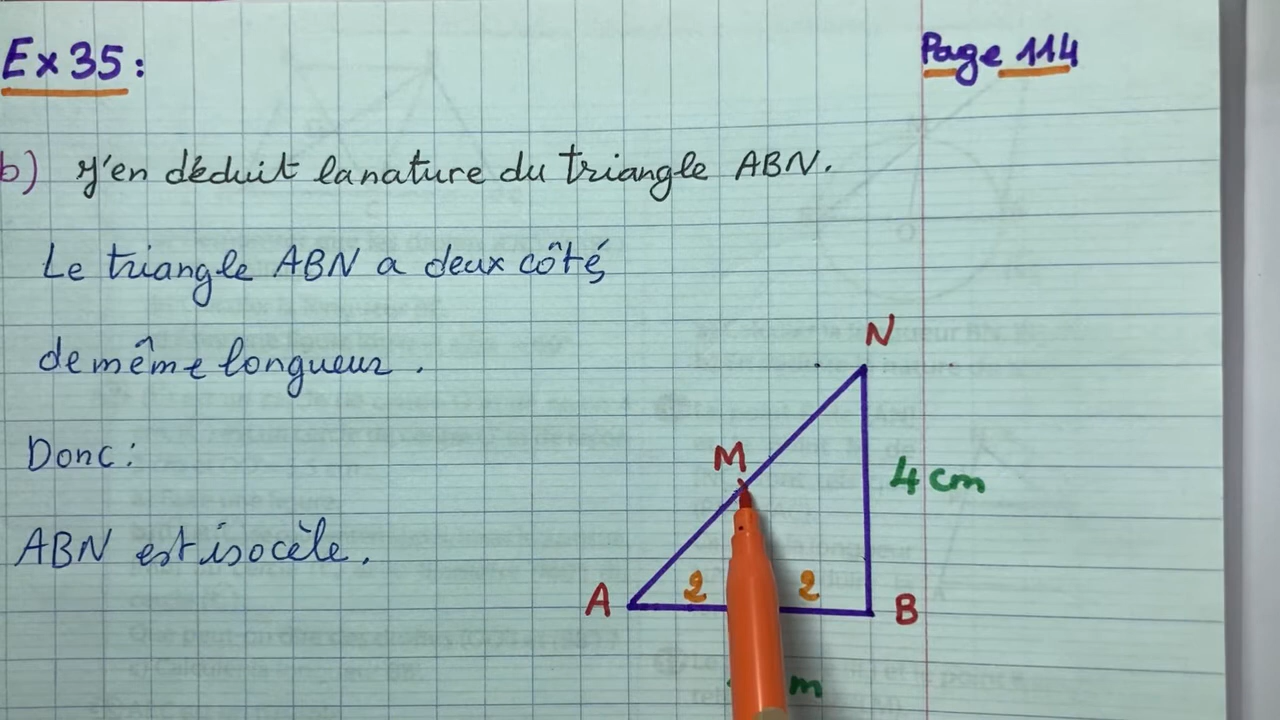 Ex 35:
Page 114
b) J'en déduit la nature du triangle ABN.
Le triangle ABN a deux côtés
de même longueur.
Donc:
ABN est isocèle.
N
M
4 cm
A
2
2
B
m